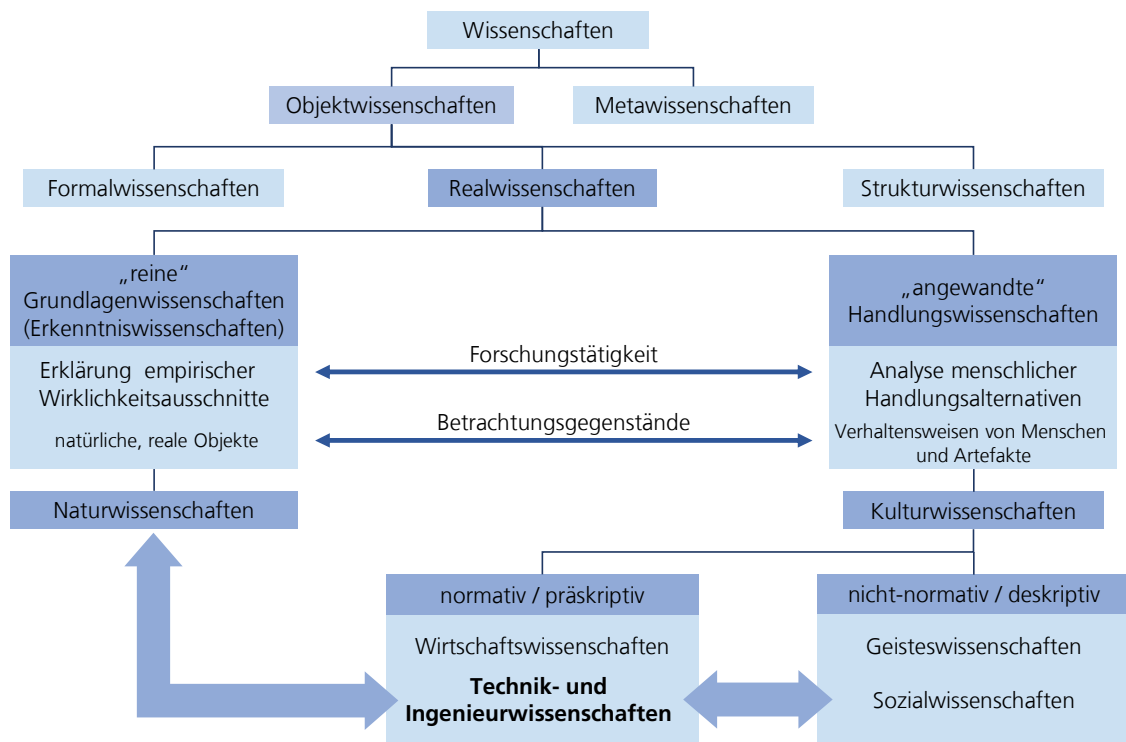 Wissenschaften
Objektwissenschaften
Metawissenschaften
Formalwissenschaften
Realwissenschaften
Strukturwissenschaften
„reine“
Grundlagenwissenschaften
(Erkenntniswissenschaften)
„angewandte“
Handlungswissenschaften
Erklärung empirischer
Wirklichkeitsausschnitte
natürliche, reale Objekte
Forschungstätigkeit
Betrachtungsgegenstände
Analyse menschlicher
Handlungsalternativen
Verhaltensweisen von Menschen
und Artefakte
Naturwissenschaften
Kulturwissenschaften
normativ / präskriptiv
Wirtschaftswissenschaften
Technik- und
Ingenieurwissenschaften
nicht-normativ / deskriptiv
Geisteswissenschaften
Sozialwissenschaften